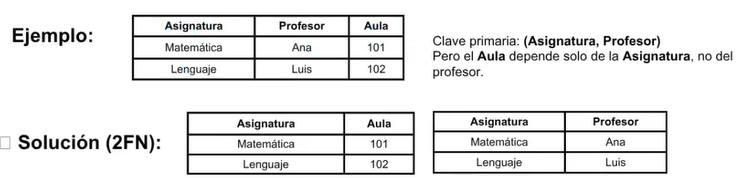 Ejemplo:
Asignatura Profesor Aula
Matemática Ana 101
Lenguaje Luis 102
Clave primaria: (Asignatura, Profesor)
Pero el Aula depende solo de la Asignatura, no del
profesor.
Solución (2FN):
Asignatura Aula
Matemática 101
Lenguaje 102
Asignatura Profesor
Matemática Ana
Lenguaje Luis